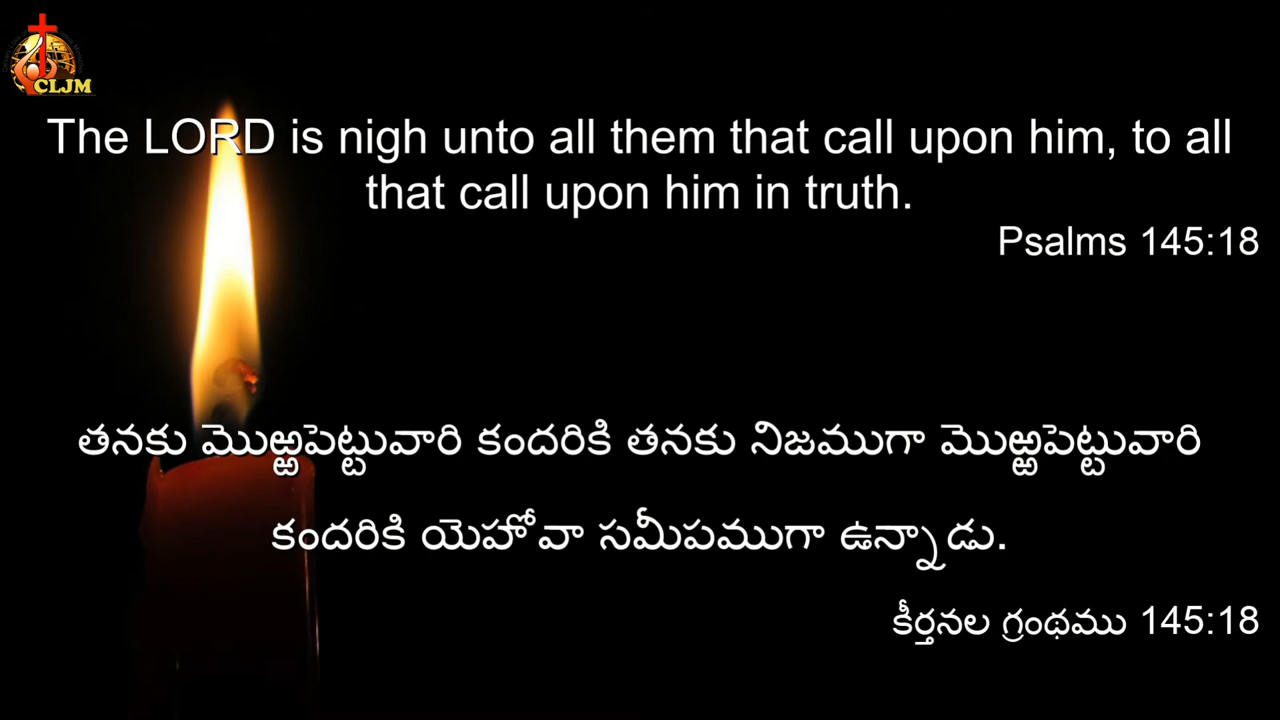 CLJM
The LORD is nigh unto all them that call upon him, to all
that call upon him in truth.
Psalms 145:18
తనకు మొఱ్ఱపెట్టువారి కందరికి తనకు నిజముగా మొఱ్ఱపెట్టువారి
కందరికి యెహోవా సమీపముగా ఉన్నాడు.
కీర్తనల గ్రంథము 145:18